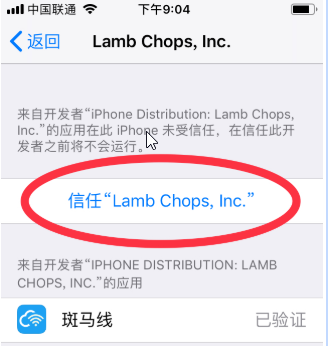 中国联通 下午9:04
返回 Lamb Chops, Inc.
来自开发者“iPhone Distribution: Lamb Chops,
Inc.”的应用在此 iPhone 未受信任，在信任此开
发者之前将不会运行。
信任“Lamb Chops, Inc.”
来自开发者“IPHONE DISTRIBUTION: LAMB
CHOPS, INC.”的应用
斑马线 已验证